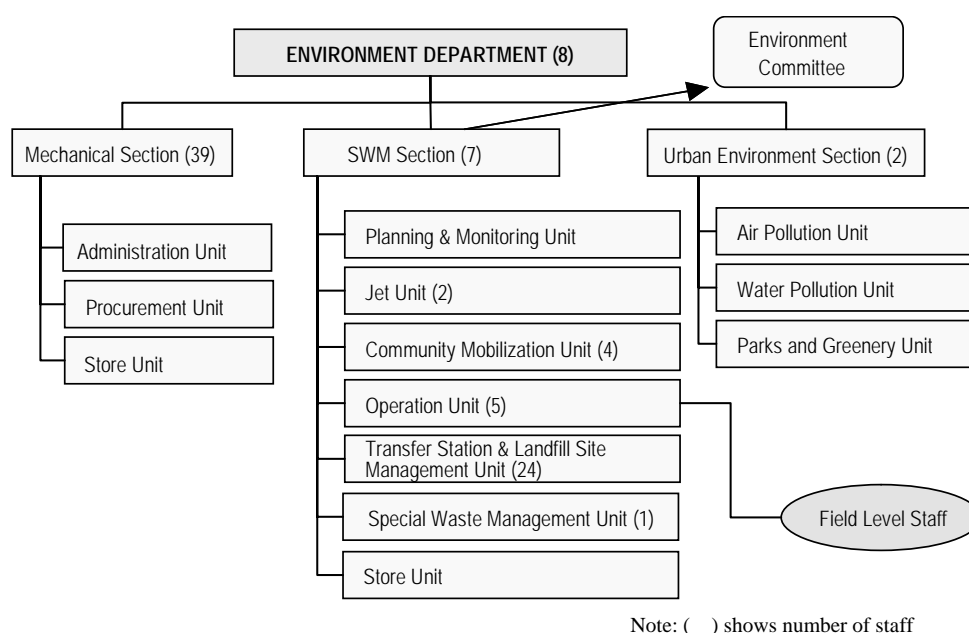 ENVIRONMENT DEPARTMENT (8)
Environment
Committee
Mechanical Section (39)
SWM Section (7)
Urban Environment Section (2)
Administration Unit
Procurement Unit
Store Unit
Planning & Monitoring Unit
Jet Unit (2)
Community Mobilization Unit (4)
Operation Unit (5)
Transfer Station & Landfill Site
Management Unit (24)
Special Waste Management Unit (1)
Store Unit
Air Pollution Unit
Water Pollution Unit
Parks and Greenery Unit
Field Level Staff
Note: (    ) shows number of staff